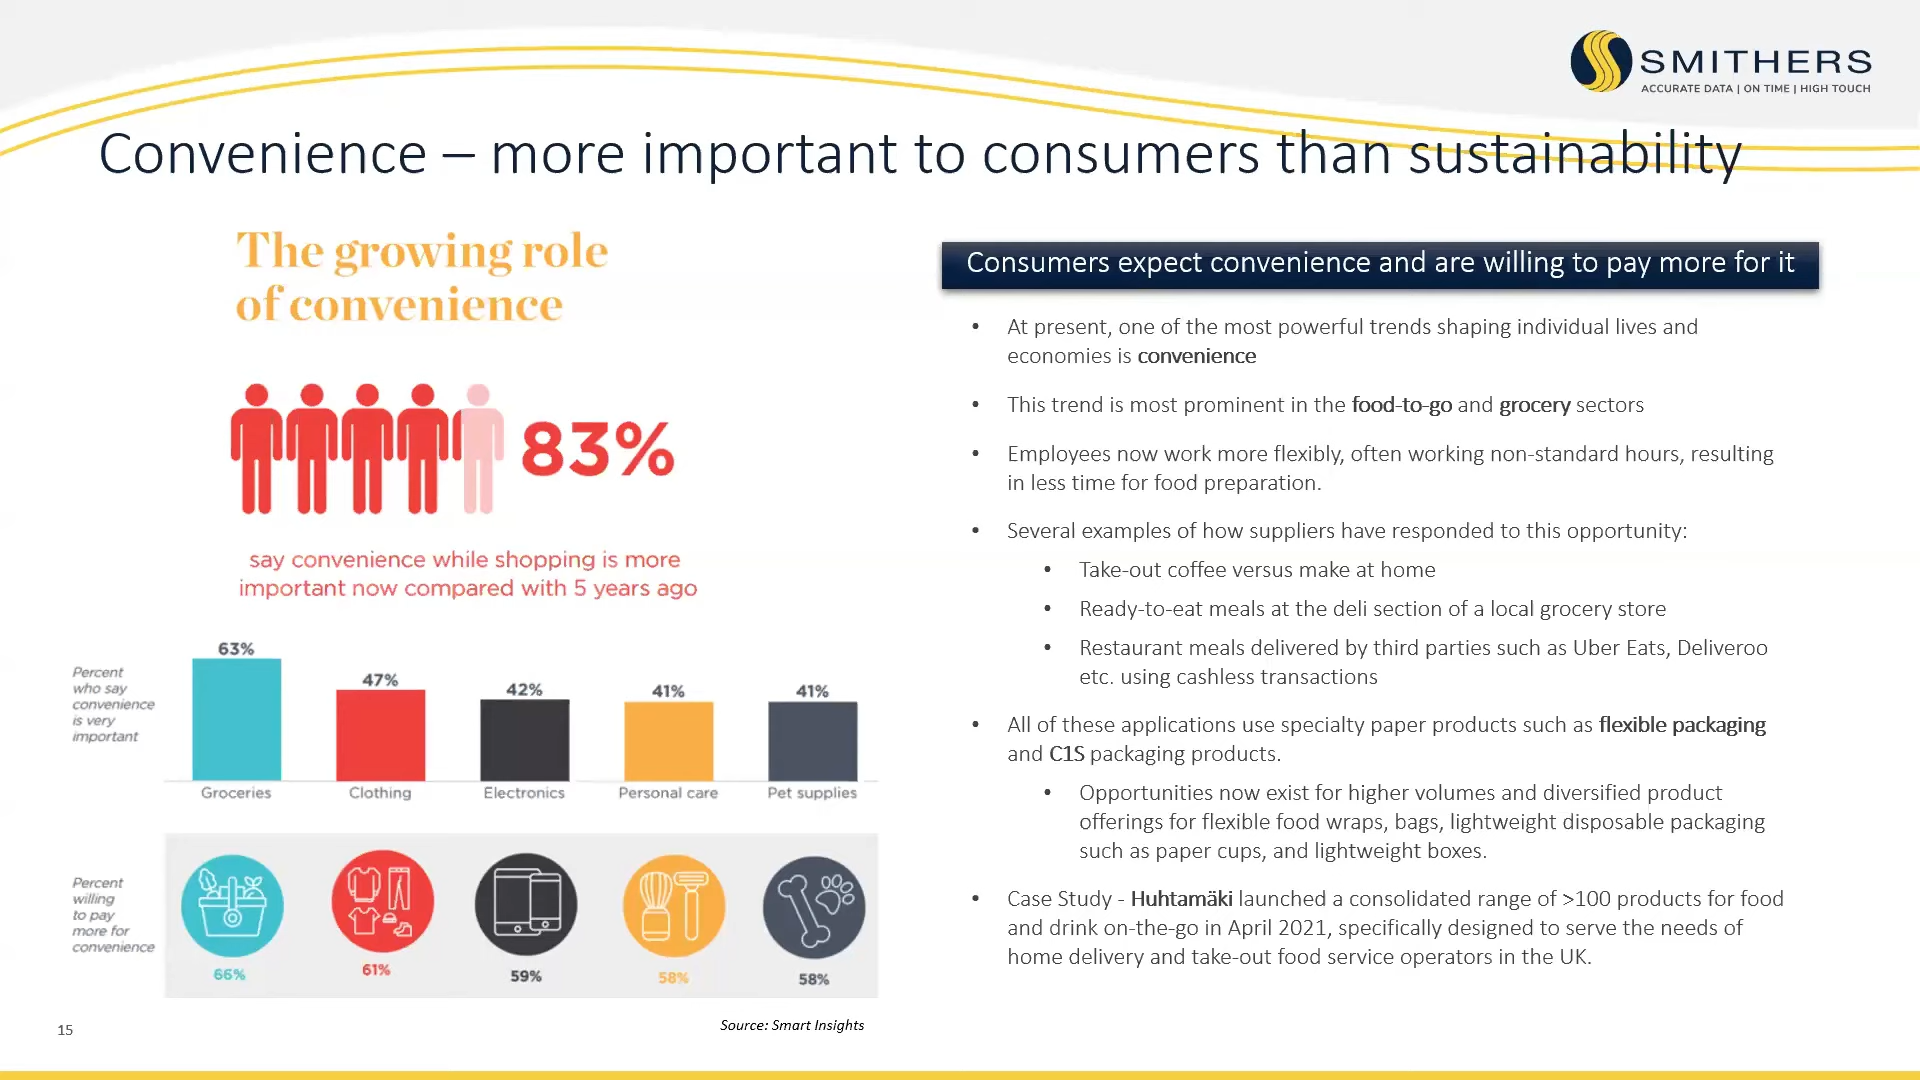 SMITHERS
ACCURATE DATA | ON TIME | HIGH TOUCH
Convenience – more important to consumers than sustainability
The growing role
of convenience
83%
say convenience while shopping is more
important now compared with 5 years ago
Percent
who say
convenience
is very
important
63%
47%
42%
41%
41%
Groceries
Clothing
Electronics
Personal care
Pet supplies
Percent
willing
to pay
more for
convenience
66%
61%
59%
58%
58%
Source: Smart Insights
Consumers expect convenience and are willing to pay more for it
• At present, one of the most powerful trends shaping individual lives and
economies is convenience
• This trend is most prominent in the food-to-go and grocery sectors
• Employees now work more flexibly, often working non-standard hours, resulting
in less time for food preparation.
• Several examples of how suppliers have responded to this opportunity:
• Take-out coffee versus make at home
• Ready-to-eat meals at the deli section of a local grocery store
• Restaurant meals delivered by third parties such as Uber Eats, Deliveroo
etc. using cashless transactions
• All of these applications use specialty paper products such as flexible packaging
and C1S packaging products.
• Opportunities now exist for higher volumes and diversified product
offerings for flexible food wraps, bags, lightweight disposable packaging
such as paper cups, and lightweight boxes.
• Case Study - Huhtamäki launched a consolidated range of >100 products for food
and drink on-the-go in April 2021, specifically designed to serve the needs of
home delivery and take-out food service operators in the UK.
15